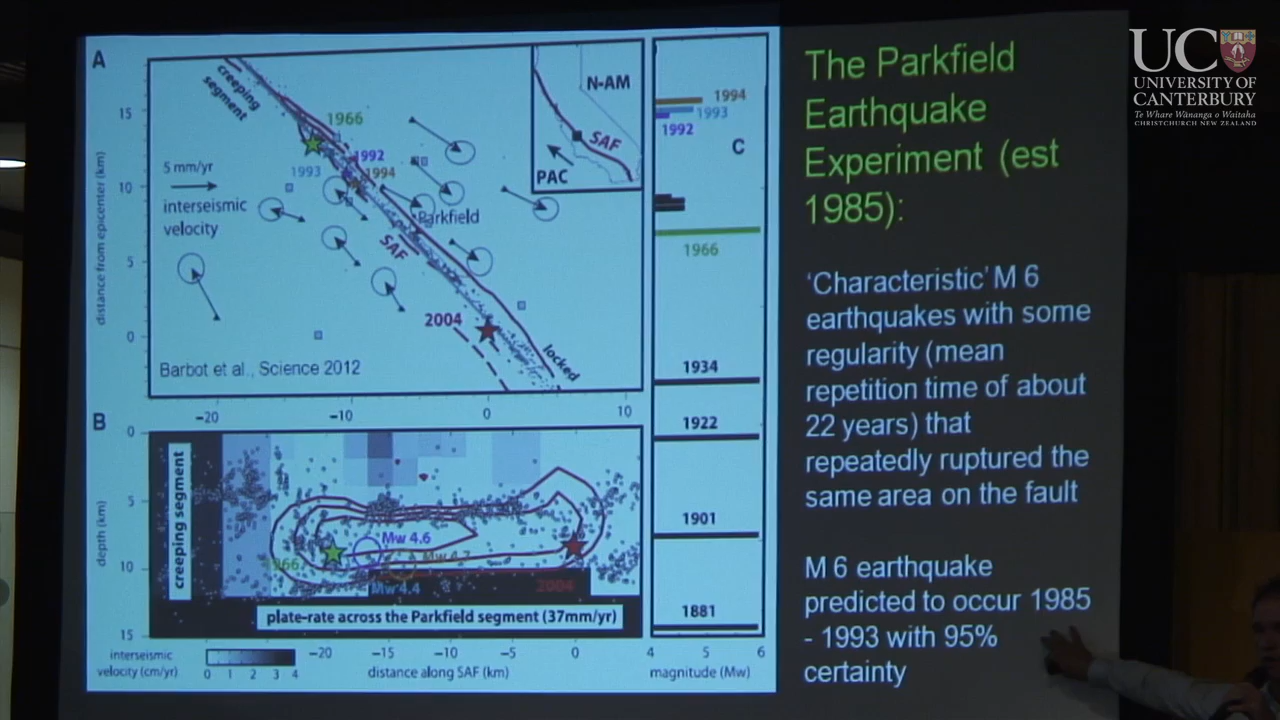 A
creeping
segment
15
10
5
0
distance from epicenter (km)
5 mm/yr
interseismic
velocity
1966
1992
1993
1994
Parkfield
SAF
2004
locked
Barbot et al., Science 2012
−20
−10
0
10
N-AM
SAF
PAC
1994
1993
1992
C
1966
1934
1922
1901
1881
4
5
6
magnitude (Mw)
B
0
5
10
15
depth (km)
creeping segment
1966
Mw 4.6
Mw 4.7
Mw 4.4
2004
plate-rate across the Parkfield segment (37mm/yr)
−20
−15
−10
−5
0
distance along SAF (km)
interseismic
velocity (cm/yr)
0 1 2 3 4
The Parkfield
Earthquake
Experiment (est
1985):
‘Characteristic’ M 6
earthquakes with some
regularity (mean
repetition time of about
22 years) that
repeatedly ruptured the
same area on the fault
M 6 earthquake
predicted to occur 1985
- 1993 with 95%
certainty
UC
UNIVERSITY OF
CANTERBURY
Te Whare Wānanga o Waitaha
CHRISTCHURCH NEW ZEALAND